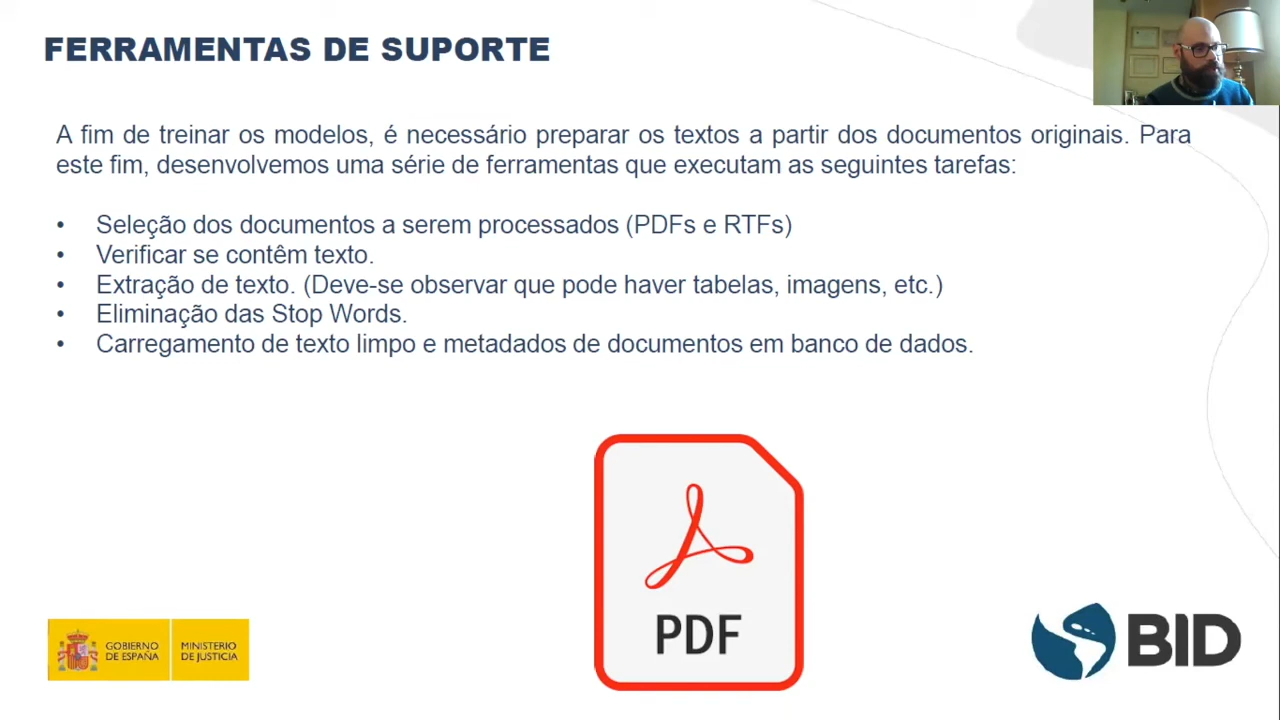 FERRAMENTAS DE SUPORTE
A fim de treinar os modelos, é necessário preparar os textos a partir dos documentos originais. Para
este fim, desenvolvemos uma série de ferramentas que executam as seguintes tarefas:
• Seleção dos documentos a serem processados (PDFs e RTFs)
• Verificar se contêm texto.
• Extração de texto. (Deve-se observar que pode haver tabelas, imagens, etc.)
• Eliminação das Stop Words.
• Carregamento de texto limpo e metadados de documentos em banco de dados.
PDF
GOBIERNO
DE ESPAÑA
MINISTERIO
DE JUSTICIA
BID